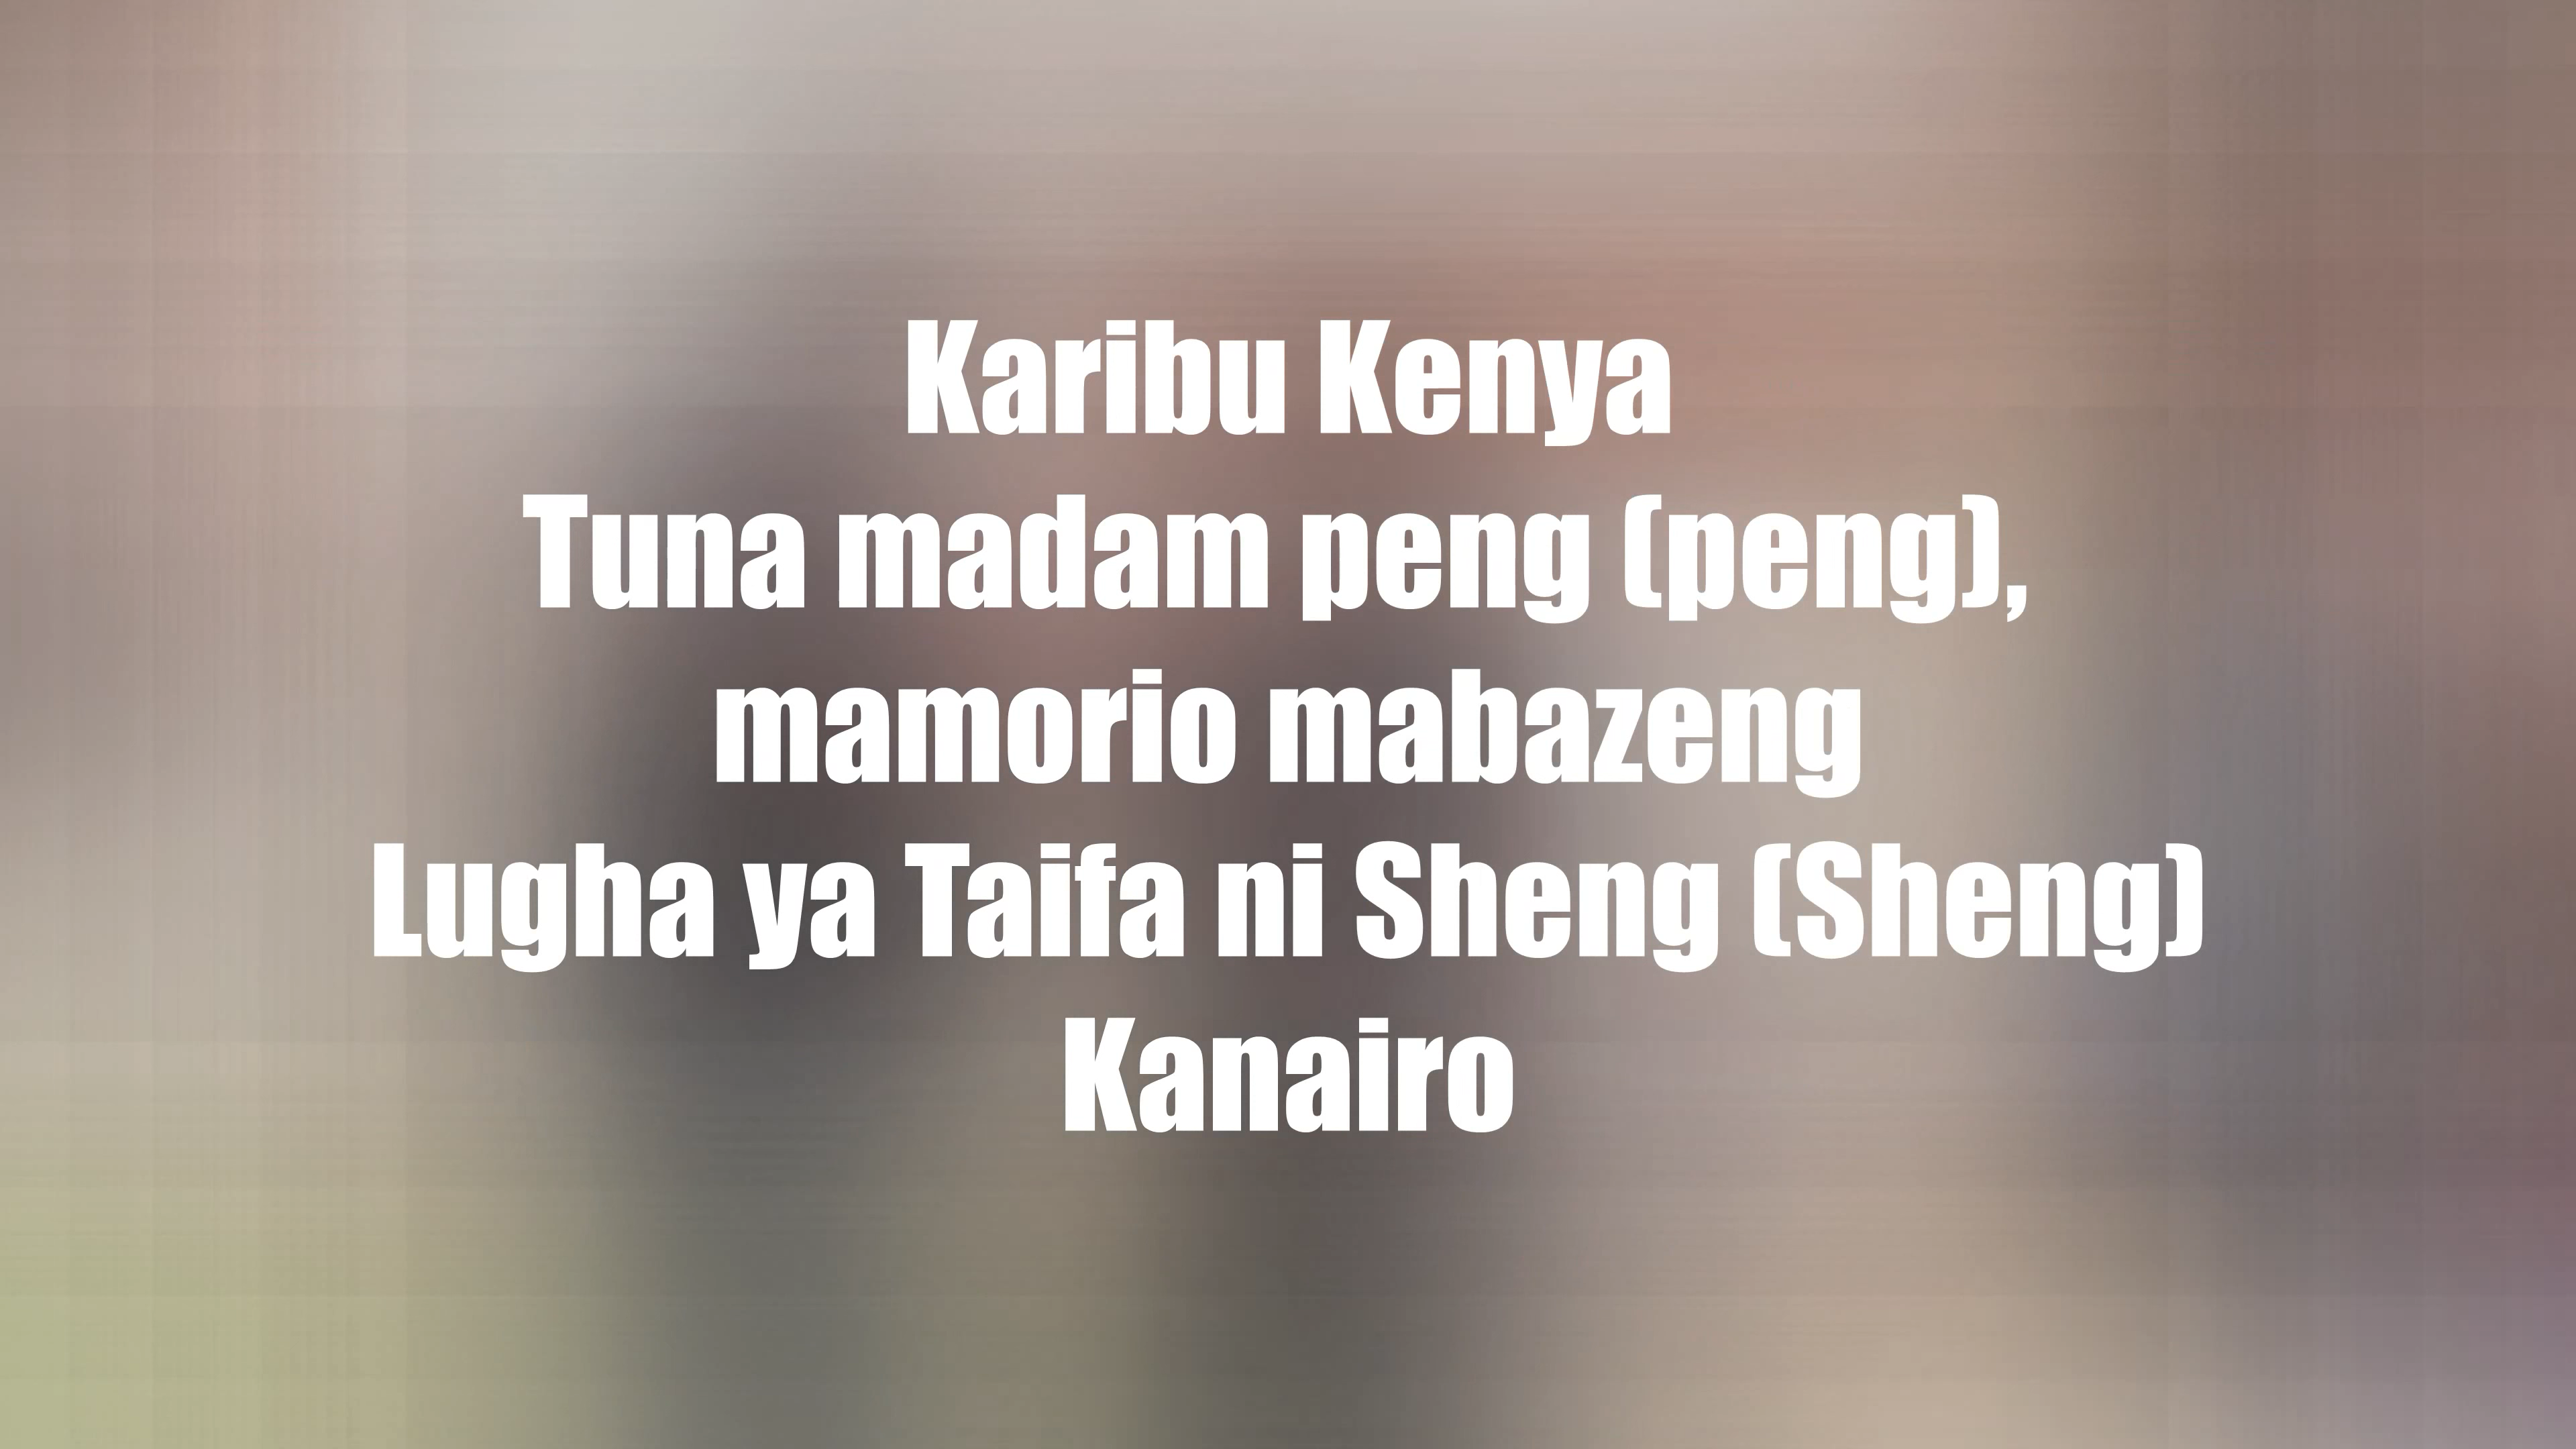 Karibu Kenya
Tuna madam peng (peng),
mamorio mabazeng
Lugha ya Taifa ni Sheng (Sheng)
Kanairo